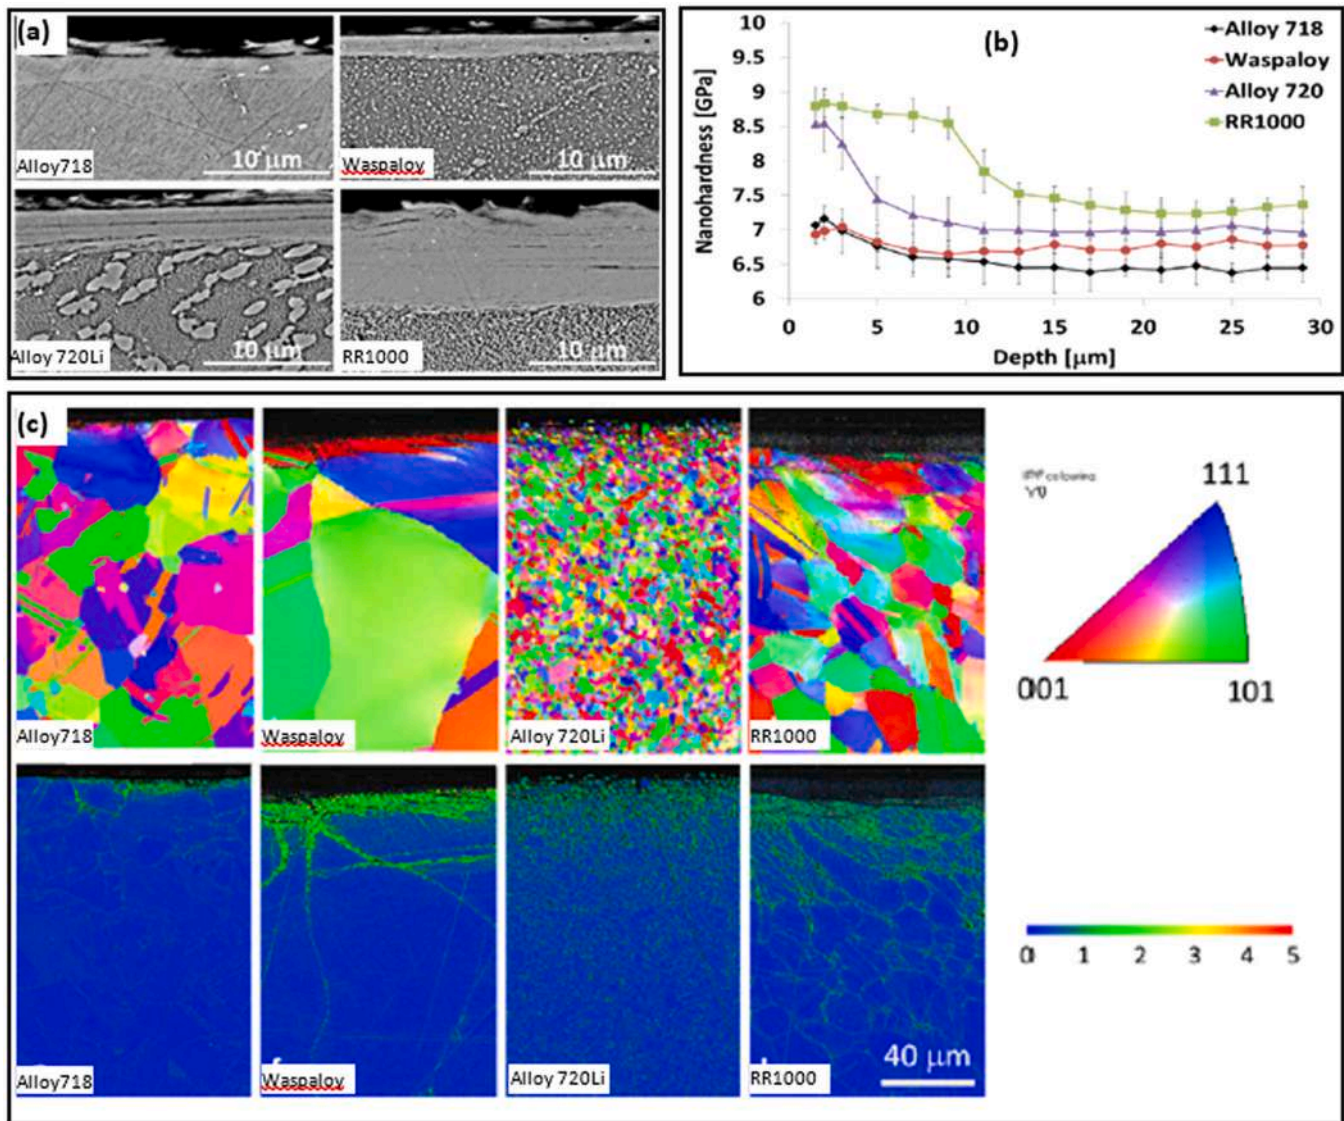 (a)
Alloy718
10 μm
Waspaloy
10 μm
Alloy 720Li
10 μm
RR1000
10 μm
(b)
Nanohardness [GPa]
10
9.5
9
8.5
8
7.5
7
6.5
6
0 5 10 15 20 25 30
Depth [μm]
Alloy 718
Waspaloy
Alloy 720
RR1000
(c)
Alloy718
Waspaloy
Alloy 720Li
RR1000
colouring
111
001
101
Alloy718
Waspaloy
Alloy 720Li
RR1000
40 μm
0 1 2 3 4 5